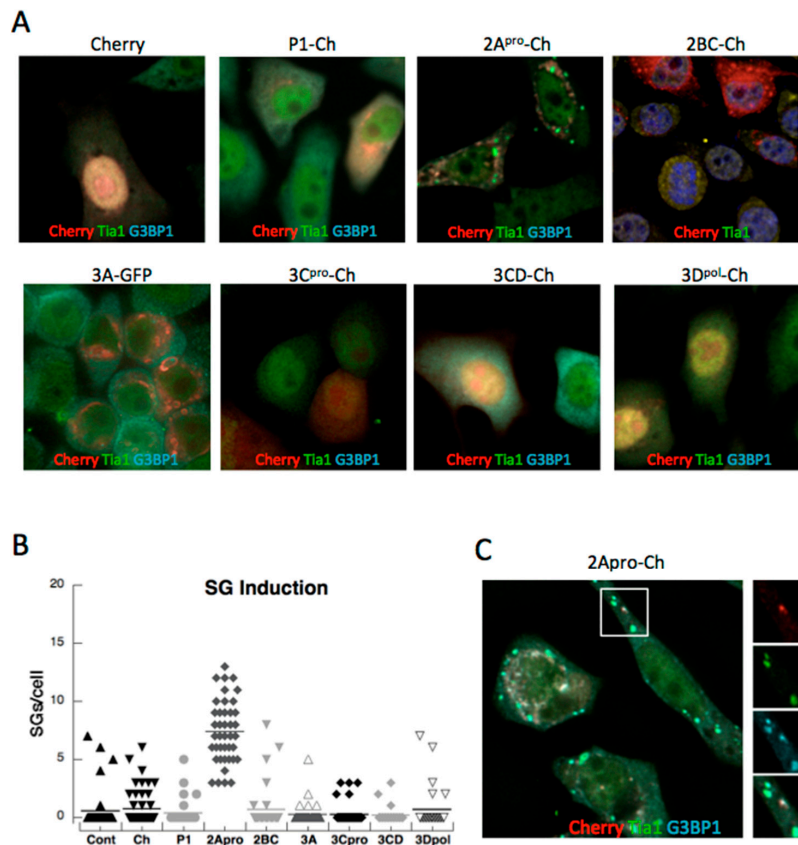 A
Cherry
P1-Ch
2Apro-Ch
2BC-Ch
Cherry Tia1 G3BP1
Cherry Tia1 G3BP1
Cherry Tia1 G3BP1
Cherry Tia1
3A-GFP
3Cpro-Ch
3CD-Ch
3Dpol-Ch
Cherry Tia1 G3BP1
Cherry Tia1 G3BP1
Cherry Tia1 G3BP1
Cherry Tia1 G3BP1
B
SG Induction
SGs/cell
20
15
10
5
0
Cont Ch P1 2Apro 2BC 3A 3Cpro 3CD 3Dpol
C
2Apro-Ch
Cherry Tia1 G3BP1